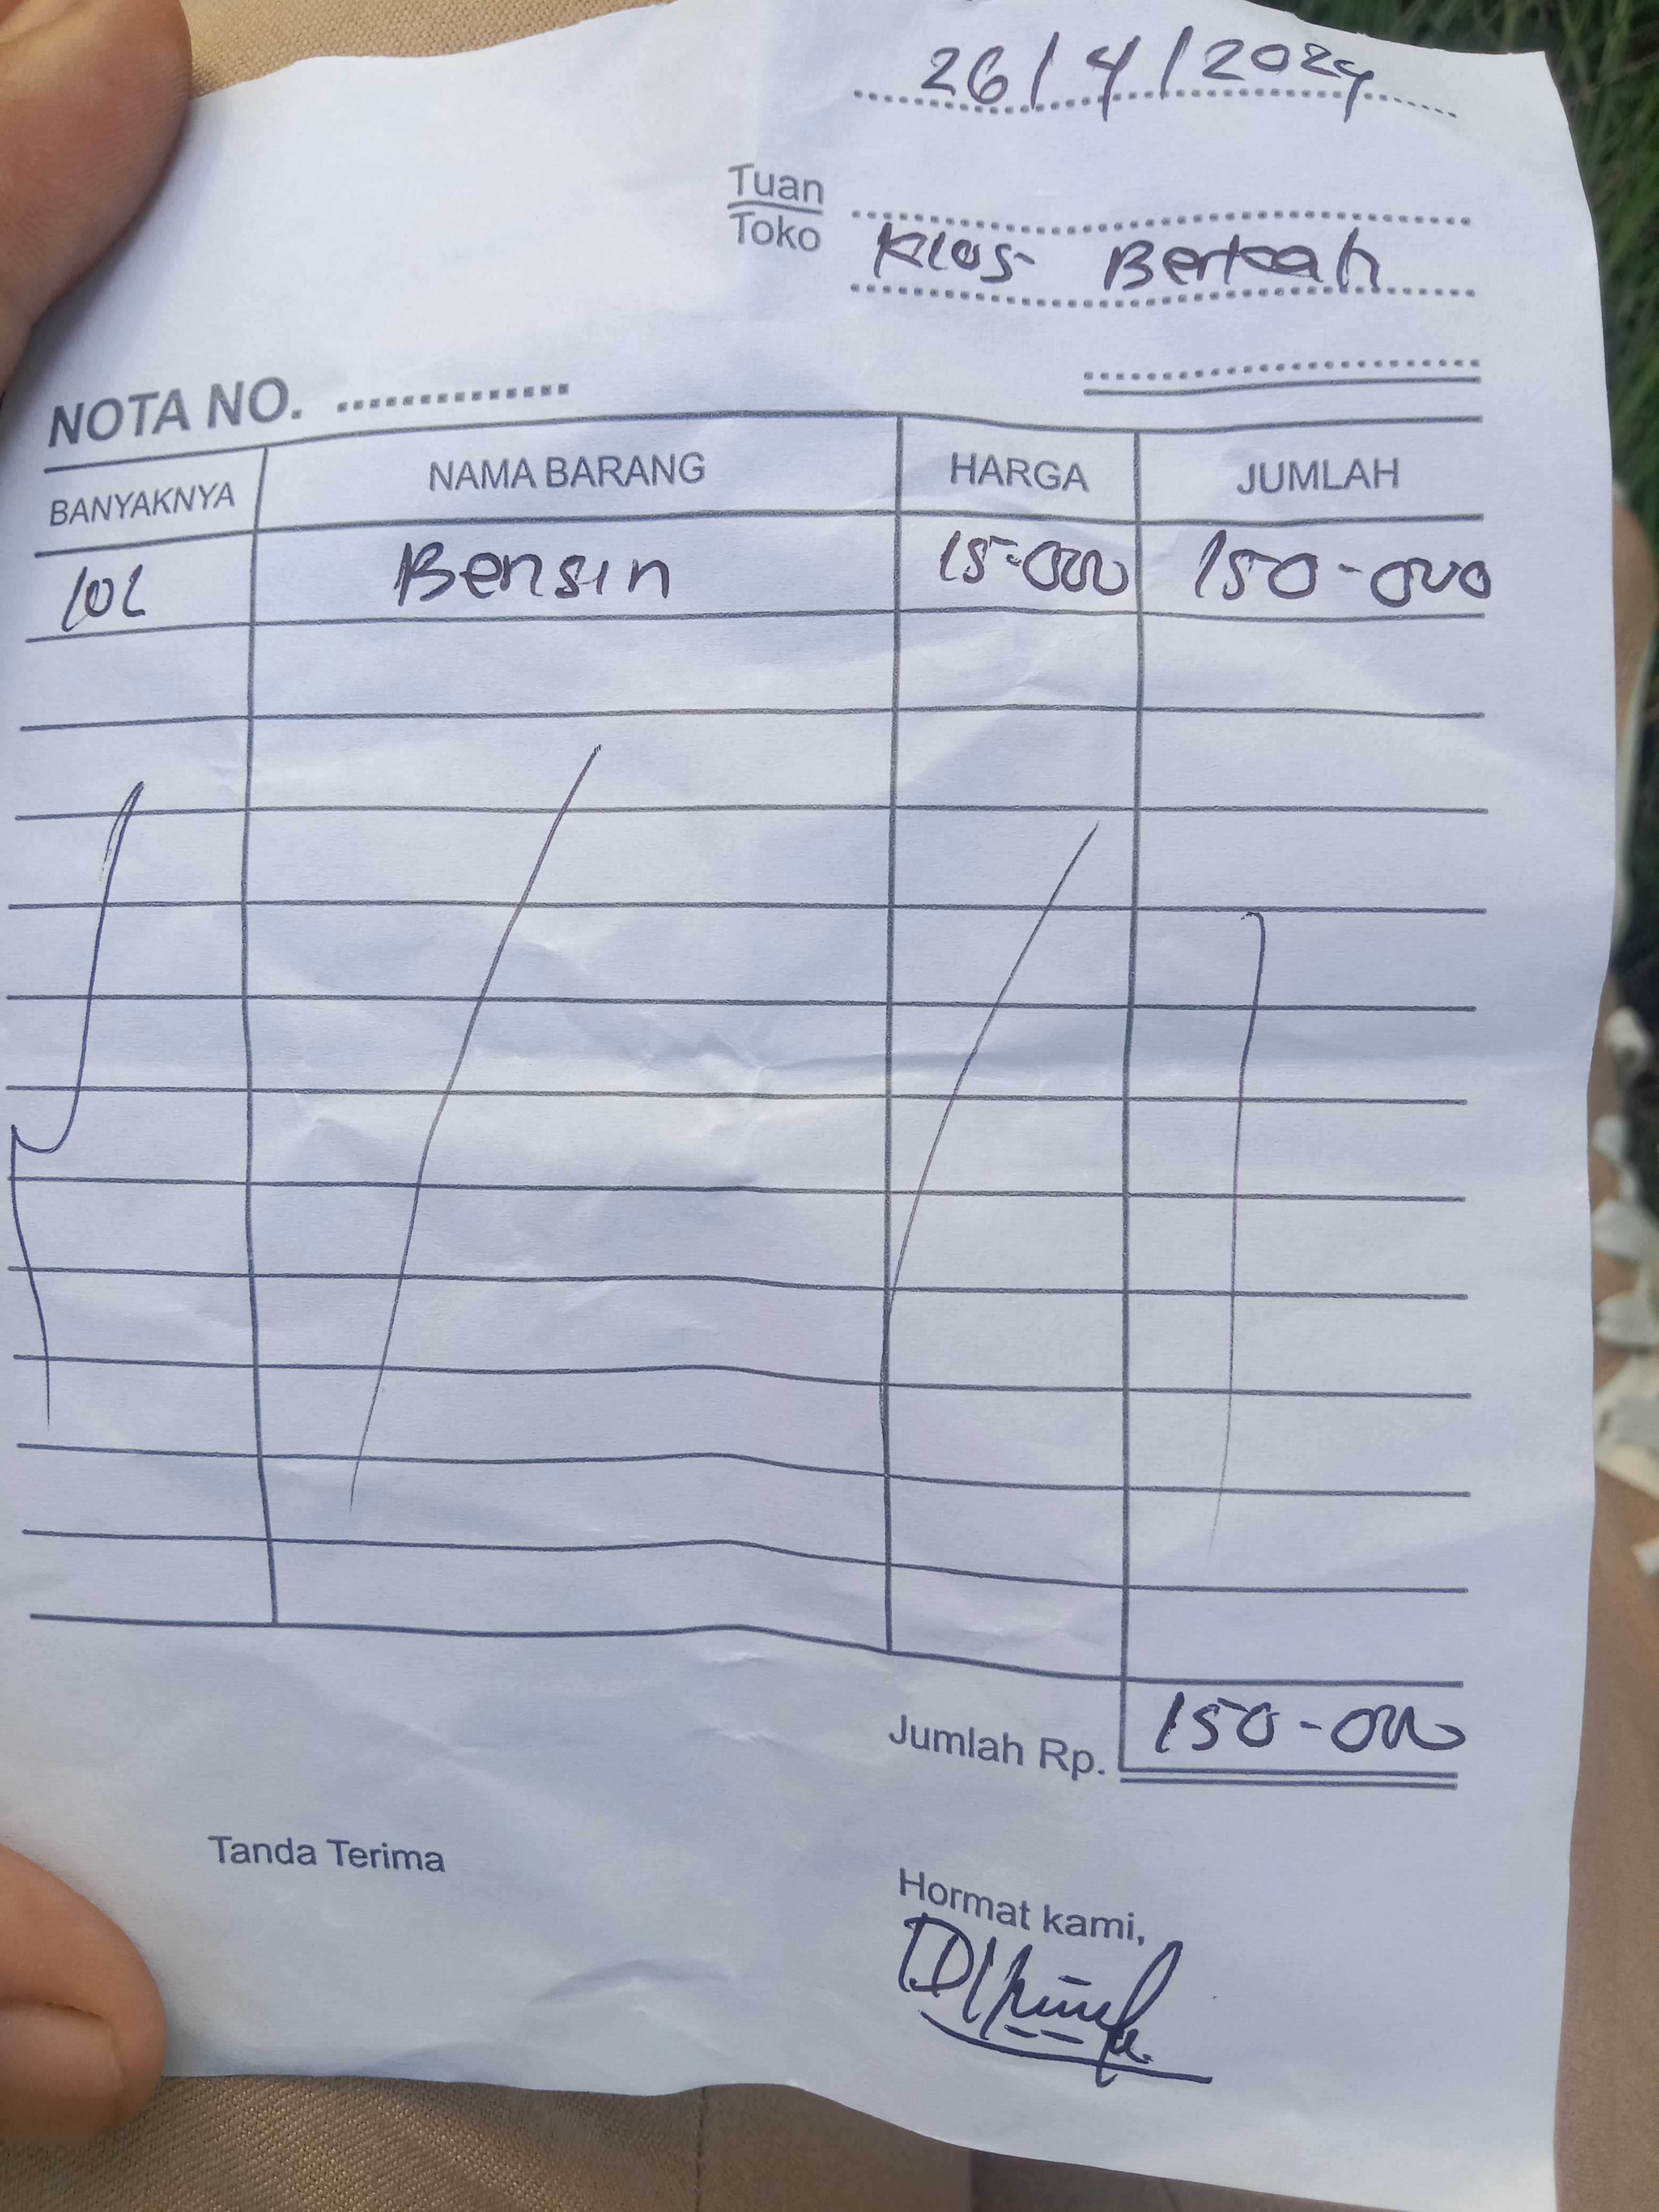 26/4/2024
Tuan
Toko Kios Berkah
NOTA NO. ..............
BANYAKNYA NAMA BARANG HARGA JUMLAH
10L Bensin 15.000 150-000
Jumlah Rp. 150-000
Tanda Terima
Hormat kami,